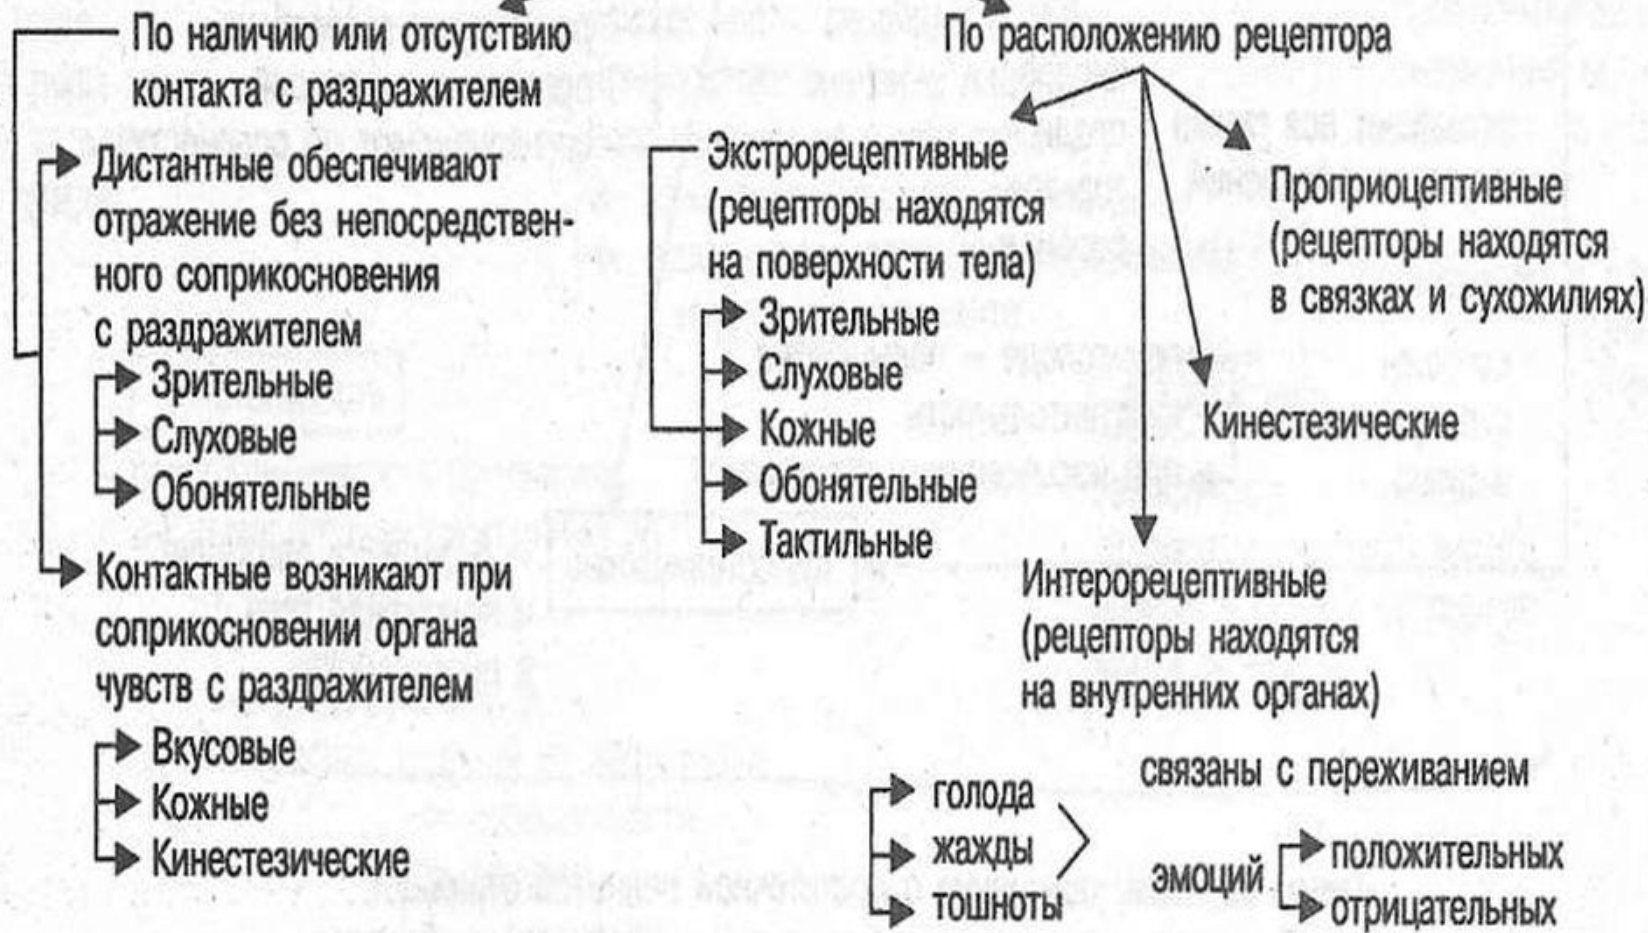 По наличию или отсутствию
контакта с раздражителем
Дистантные обеспечивают
отражение без непосредствен-
ного соприкосновения
с раздражителем
Зрительные
Слуховые
Обонятельные
Контактные возникают при
соприкосновении органа
чувств с раздражителем
Вкусовые
Кожные
Кинестезические
По расположению рецептора
Экстрорецептивные
(рецепторы находятся
на поверхности тела)
Зрительные
Слуховые
Кожные
Обонятельные
Тактильные
Проприоцептивные
(рецепторы находятся
в связках и сухожилиях)
Кинестезические
Интерорецептивные
(рецепторы находятся
на внутренних органах)
голода
жажды
тошноты
связаны с переживанием
эмоций
положительных
отрицательных